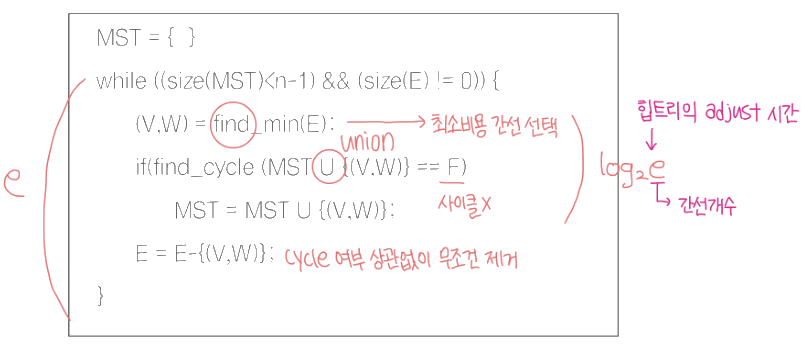 MST = { }
while ((size(MST)<n-1) && (size(E) != 0)) {
(V,W) = find_min(E): 최소비용 간선 선택
union
if(find_cycle (MST U {(V,W)} == F)
사이클 X
MST = MST U {(V,W)}:
E = E-{(V,W)}; cycle 여부 상관없이 무조건 제거
}
e
힙트리의 adjust 시간
log₂e
간선개수